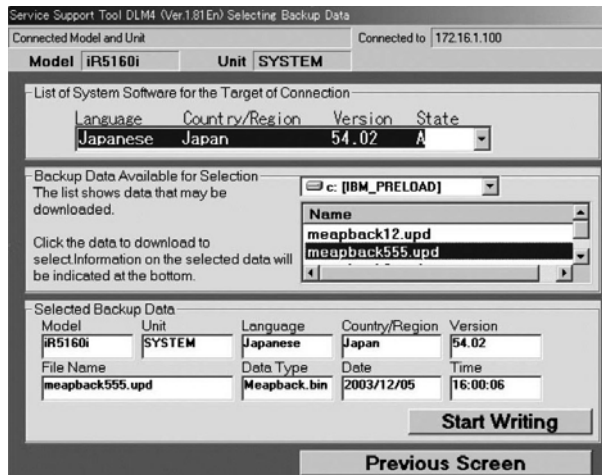 Service Support Tool DLM4 (Ver.1.81En) Selecting Backup Data
Connected Model and Unit
Connected to 172.16.1.100
Model iR5160i Unit SYSTEM
List of System Software for the Target of Connection
Language Country/Region Version State
Japanese Japan 54.02 A
Backup Data Available for Selection
The list shows data that may be
downloaded.
Click the data to download to
select.Information on the selected data will
be indicated at the bottom.
c: [IBM_PRELOAD]
Name
meapback12.upd
meapback555.upd
Selected Backup Data
Model Unit Language Country/Region Version
iR5160i SYSTEM Japanese Japan 54.02
File Name Data Type Date Time
meapback555.upd Meapback.bin 2003/12/05 16:00:06
Start Writing
Previous Screen